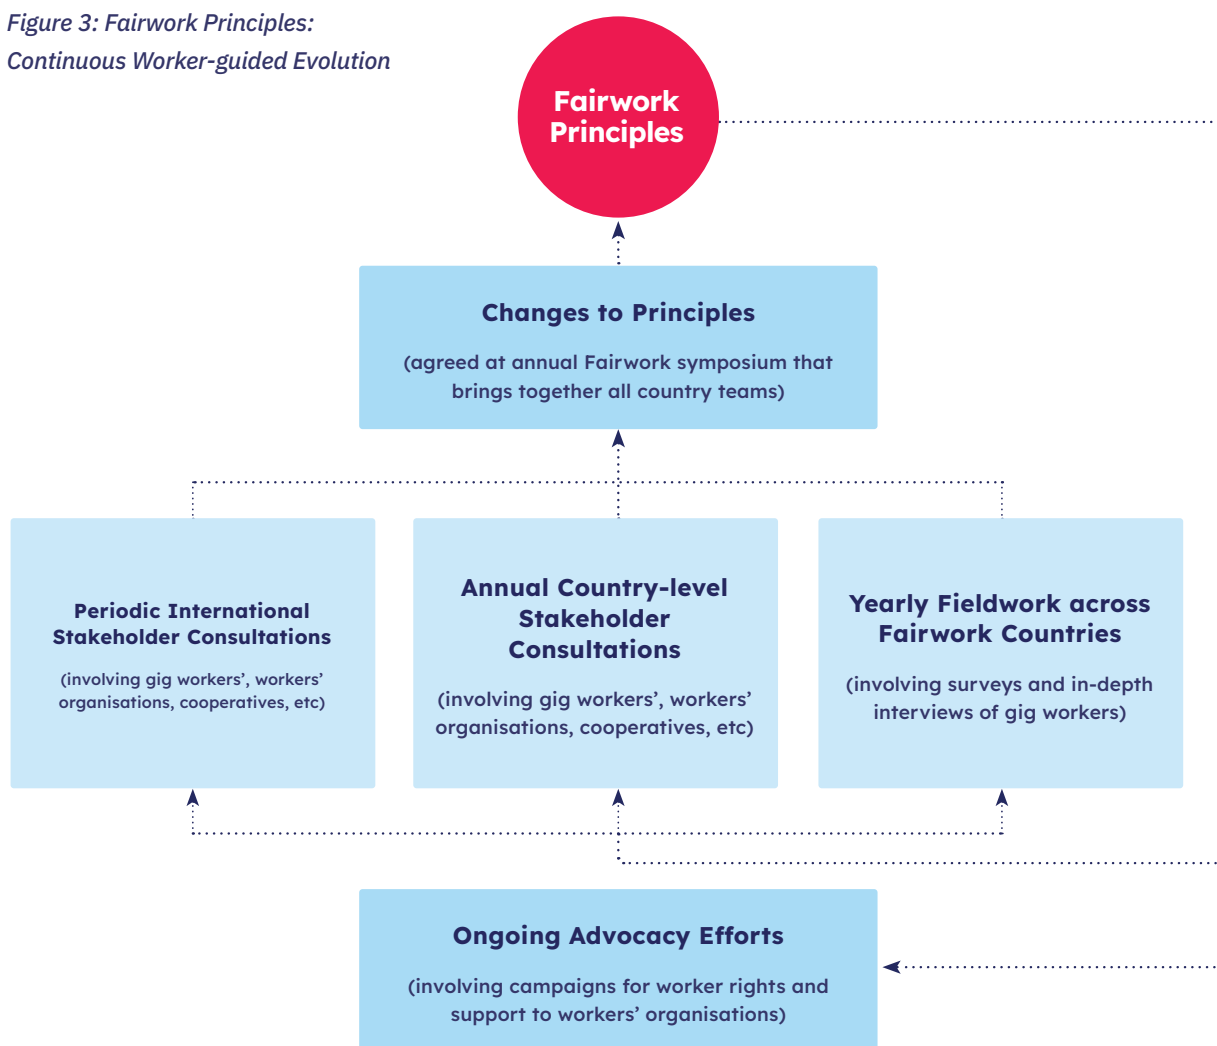 Figure 3: Fairwork Principles:
Continuous Worker-guided Evolution
Fairwork
Principles
Changes to Principles
(agreed at annual Fairwork symposium that
brings together all country teams)
Periodic International
Stakeholder Consultations
(involving gig workers’, workers’
organisations, cooperatives, etc)
Annual Country-level
Stakeholder
Consultations
(involving gig workers’, workers’
organisations, cooperatives, etc)
Yearly Fieldwork across
Fairwork Countries
(involving surveys and in-depth
interviews of gig workers)
Ongoing Advocacy Efforts
(involving campaigns for worker rights and
support to workers’ organisations)